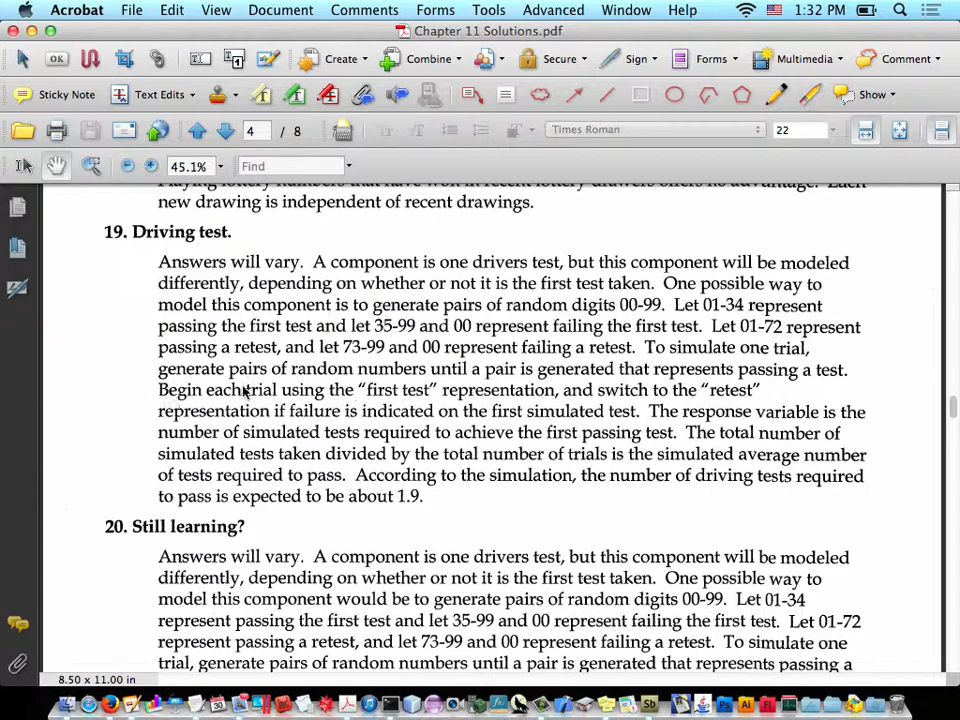 Acrobat File Edit View Document Comments Forms Tools Advanced Window Help 1:32 PM
Chapter 11 Solutions.pdf
OK Create Combine Secure Sign Forms Multimedia Comment
Sticky Note Text Edits Show
4 / 8 Times Roman 22
45.1% Find
Playing lottery numbers that have won in recent lottery drawers offers no advantage. Each
new drawing is independent of recent drawings.
19. Driving test.
Answers will vary. A component is one drivers test, but this component will be modeled
differently, depending on whether or not it is the first test taken. One possible way to
model this component is to generate pairs of random digits 00-99. Let 01-34 represent
passing the first test and let 35-99 and 00 represent failing the first test. Let 01-72 represent
passing a retest, and let 73-99 and 00 represent failing a retest. To simulate one trial,
generate pairs of random numbers until a pair is generated that represents passing a test.
Begin each trial using the “first test” representation, and switch to the “retest”
representation if failure is indicated on the first simulated test. The response variable is the
number of simulated tests required to achieve the first passing test. The total number of
simulated tests taken divided by the total number of trials is the simulated average number
of tests required to pass. According to the simulation, the number of driving tests required
to pass is expected to be about 1.9.
20. Still learning?
Answers will vary. A component is one drivers test, but this component will be modeled
differently, depending on whether or not it is the first test taken. One possible way to
model this component would be to generate pairs of random digits 00-99. Let 01-34
represent passing the first test and let 35-99 and 00 represent failing the first test. Let 01-72
represent passing a retest, and let 73-99 and 00 represent failing a retest. To simulate one
trial, generate pairs of random numbers until a pair is generated that represents passing a
8.50 x 11.00 in